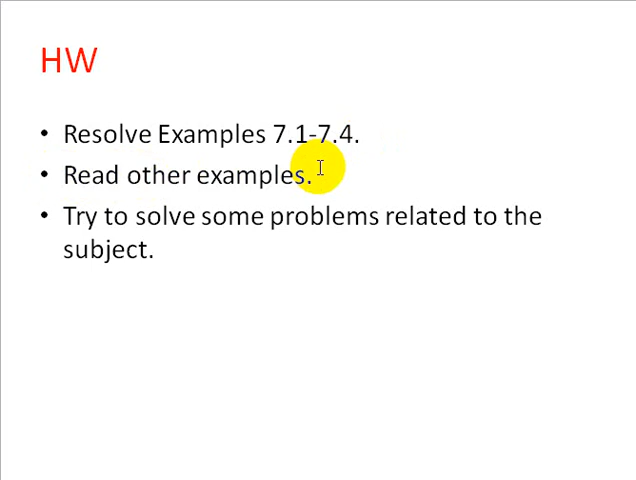 HW
• Resolve Examples 7.1-7.4.
• Read other examples.
• Try to solve some problems related to the
subject.